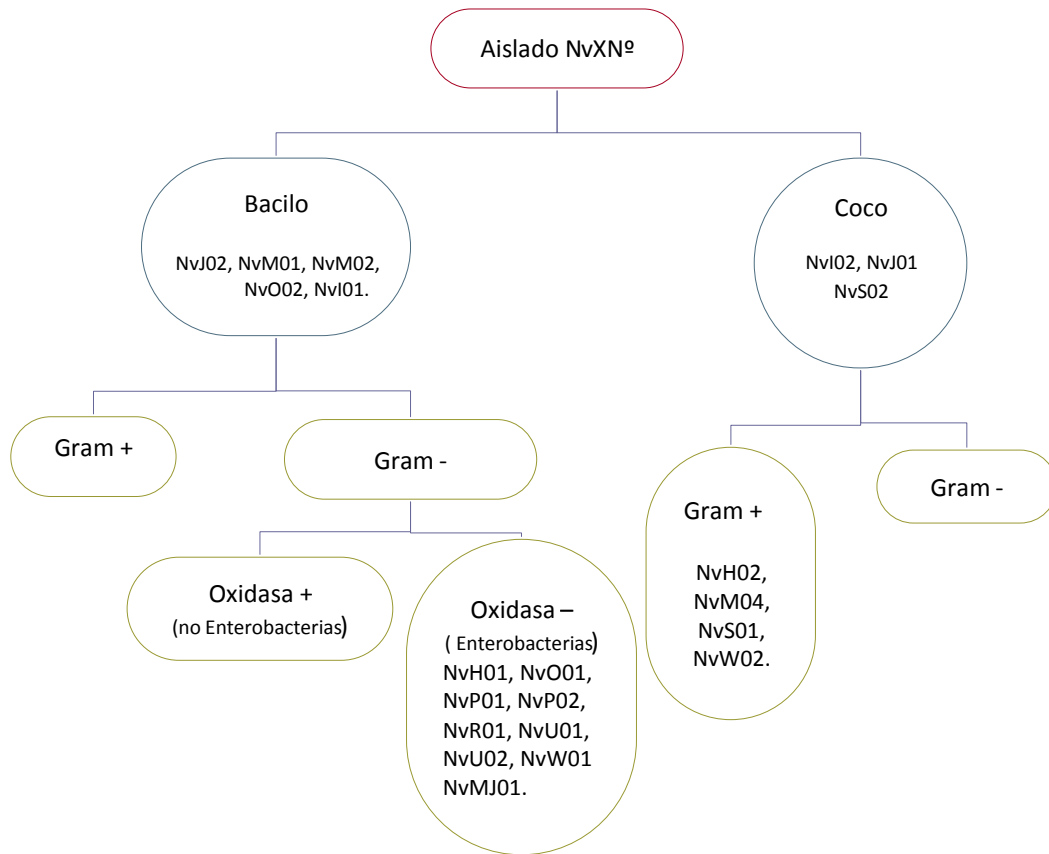 Aislado NvXNº
Bacilo
NvJ02, NvM01, NvM02,
NvO02, NvI01.
Coco
NvI02, NvJ01
NvS02
Gram +
Gram -
Gram +
NvH02,
NvM04,
NvS01,
NvW02.
Gram -
Oxidasa +
(no Enterobacterias)
Oxidasa –
( Enterobacterias)
NvH01, NvO01,
NvP01, NvP02,
NvR01, NvU01,
NvU02, NvW01
NvMJ01.